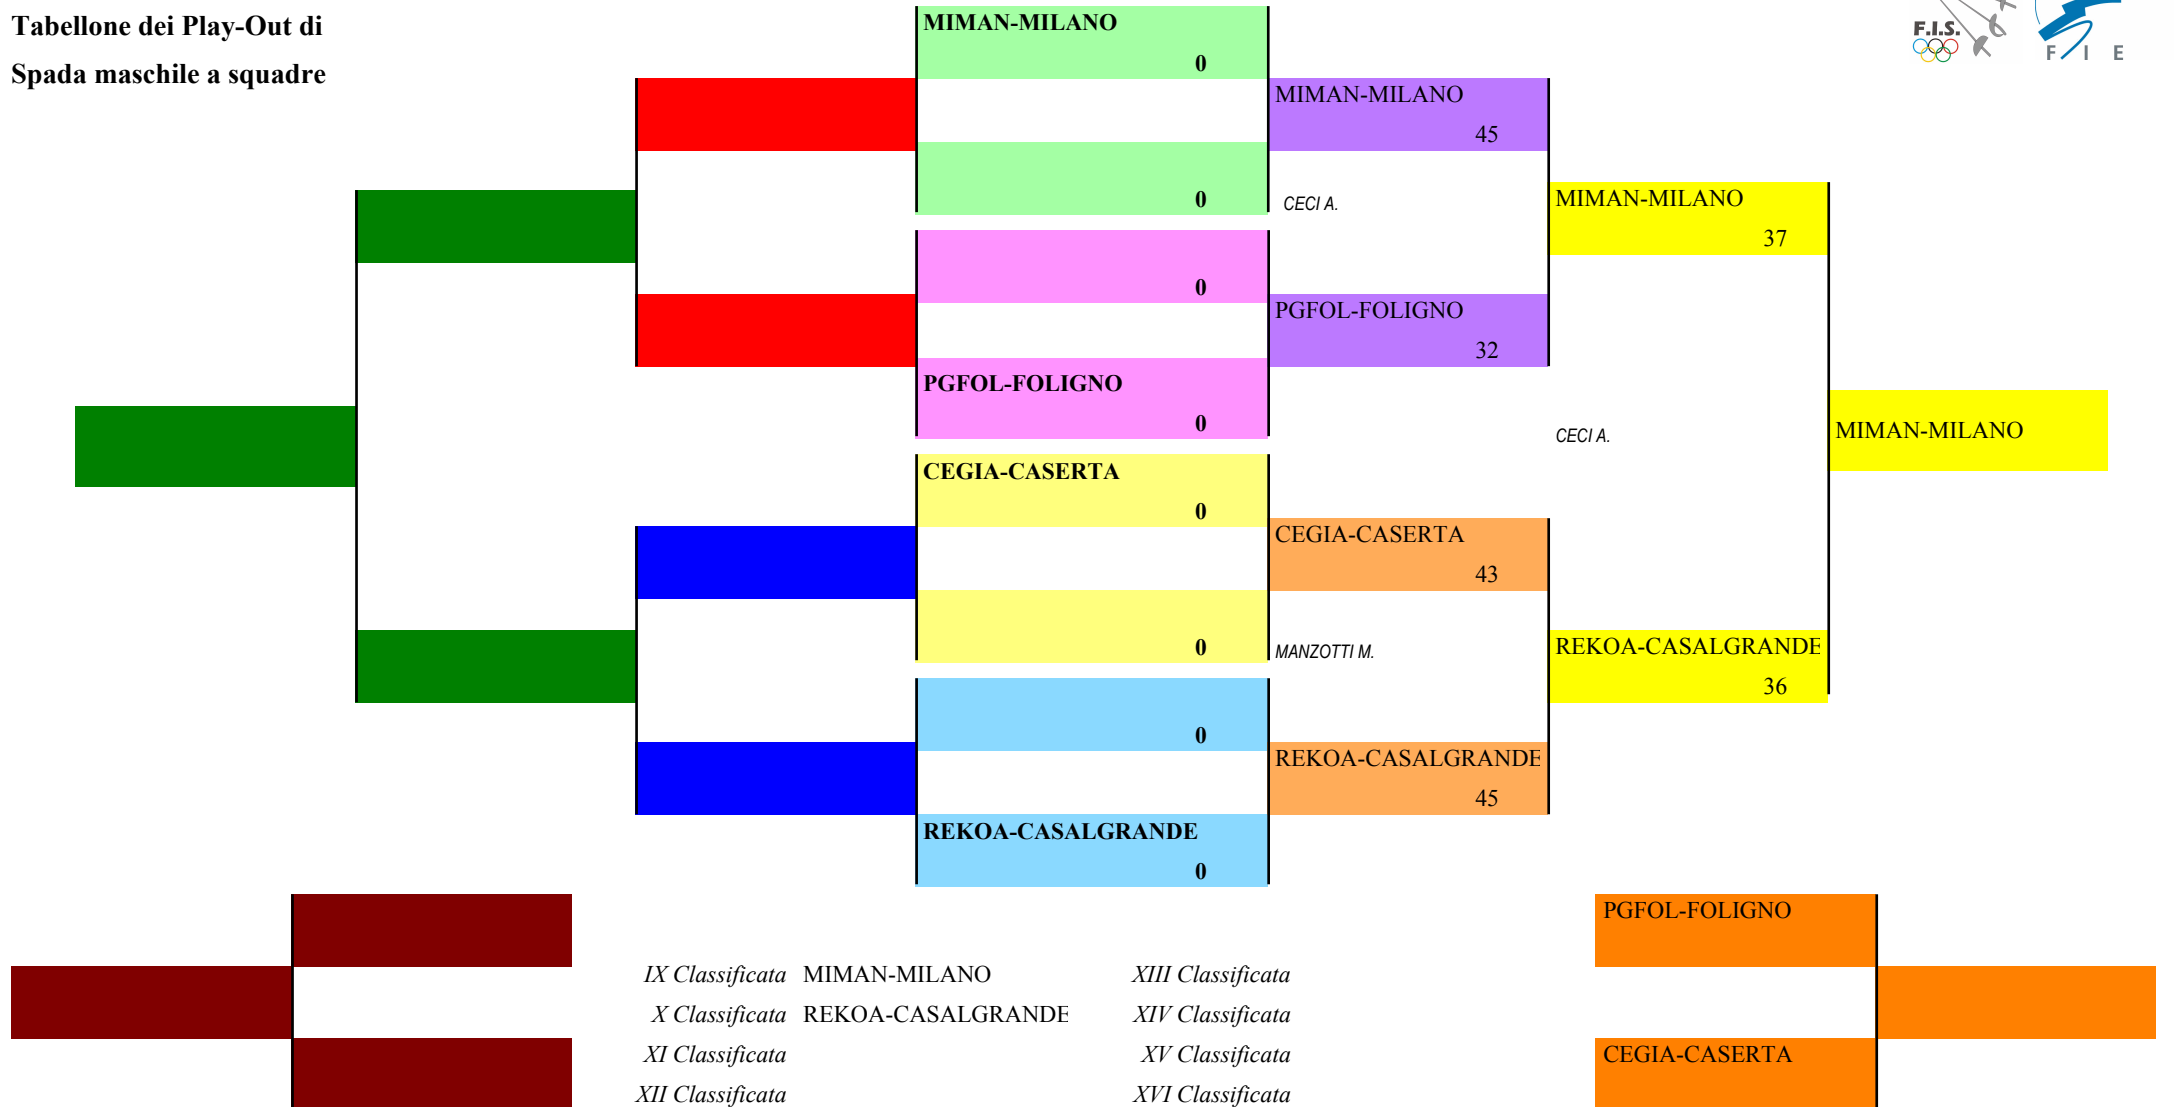 Tabellone dei Play-Out di
Spada maschile a squadre
F.I.S.
F I E
MIMAN-MILANO
0
0
0
PGFOL-FOLIGNO
0
CEGIA-CASERTA
0
0
0
REKOA-CASALGRANDE
0
MIMAN-MILANO
45
CECI A.
PGFOL-FOLIGNO
32
CEGIA-CASERTA
43
MANZOTTI M.
REKOA-CASALGRANDE
45
MIMAN-MILANO
37
CECI A.
REKOA-CASALGRANDE
36
MIMAN-MILANO
IX Classificata MIMAN-MILANO
X Classificata REKOA-CASALGRANDE
XI Classificata
XII Classificata
XIII Classificata
XIV Classificata
XV Classificata
XVI Classificata
PGFOL-FOLIGNO
CEGIA-CASERTA